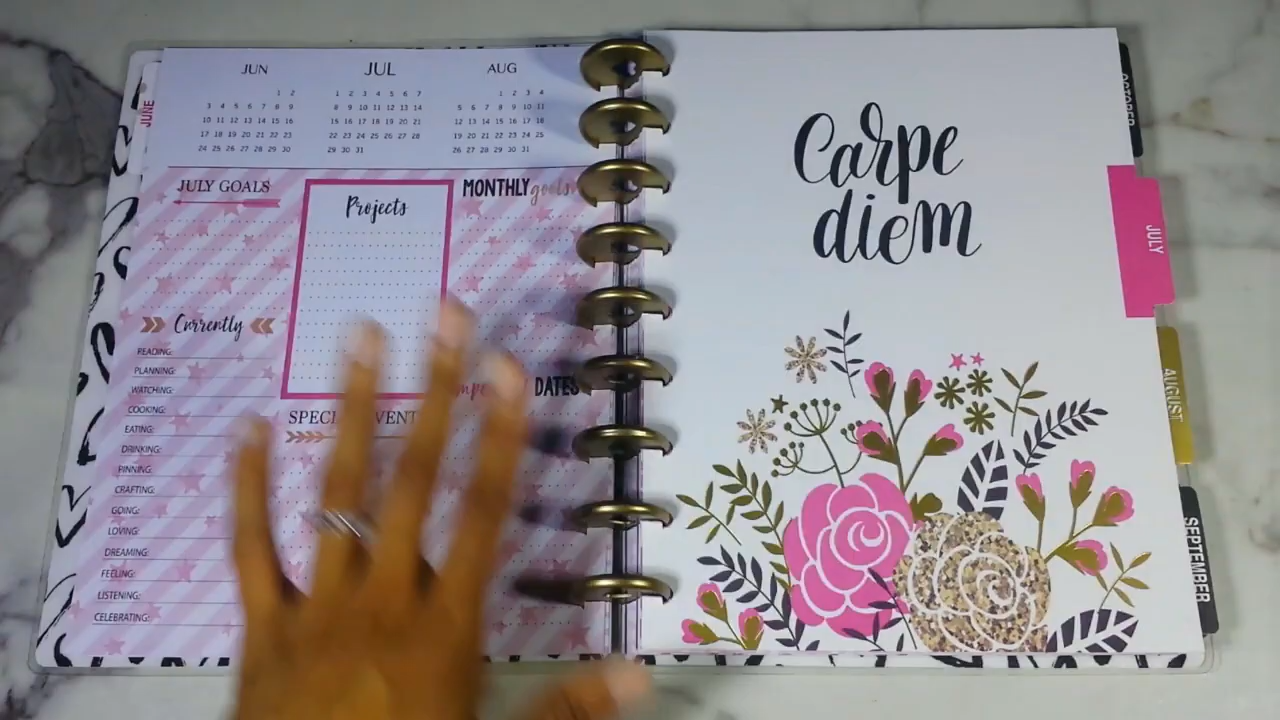 JUN
JUL
AUG
1 2
3 4 5 6 7 8 9
10 11 12 13 14 15 16
17 18 19 20 21 22 23
24 25 26 27 28 29 30
1 2 3 4 5 6 7
8 9 10 11 12 13 14
15 16 17 18 19 20 21
22 23 24 25 26 27 28
29 30 31
1 2 3 4
5 6 7 8 9 10 11
12 13 14 15 16 17 18
19 20 21 22 23 24 25
26 27 28 29 30 31
JUNE
JULY GOALS
Projects
MONTHLY goals
Currently
READING:
PLANNING:
WATCHING:
COOKING:
EATING:
DRINKING:
PINNING:
CRAFTING:
GOING:
LOVING:
DREAMING:
FEELING:
LISTENING:
CELEBRATING:
DATES
Carpe
diem
OCTOBER
JULY
AUGUST
SEPTEMBER